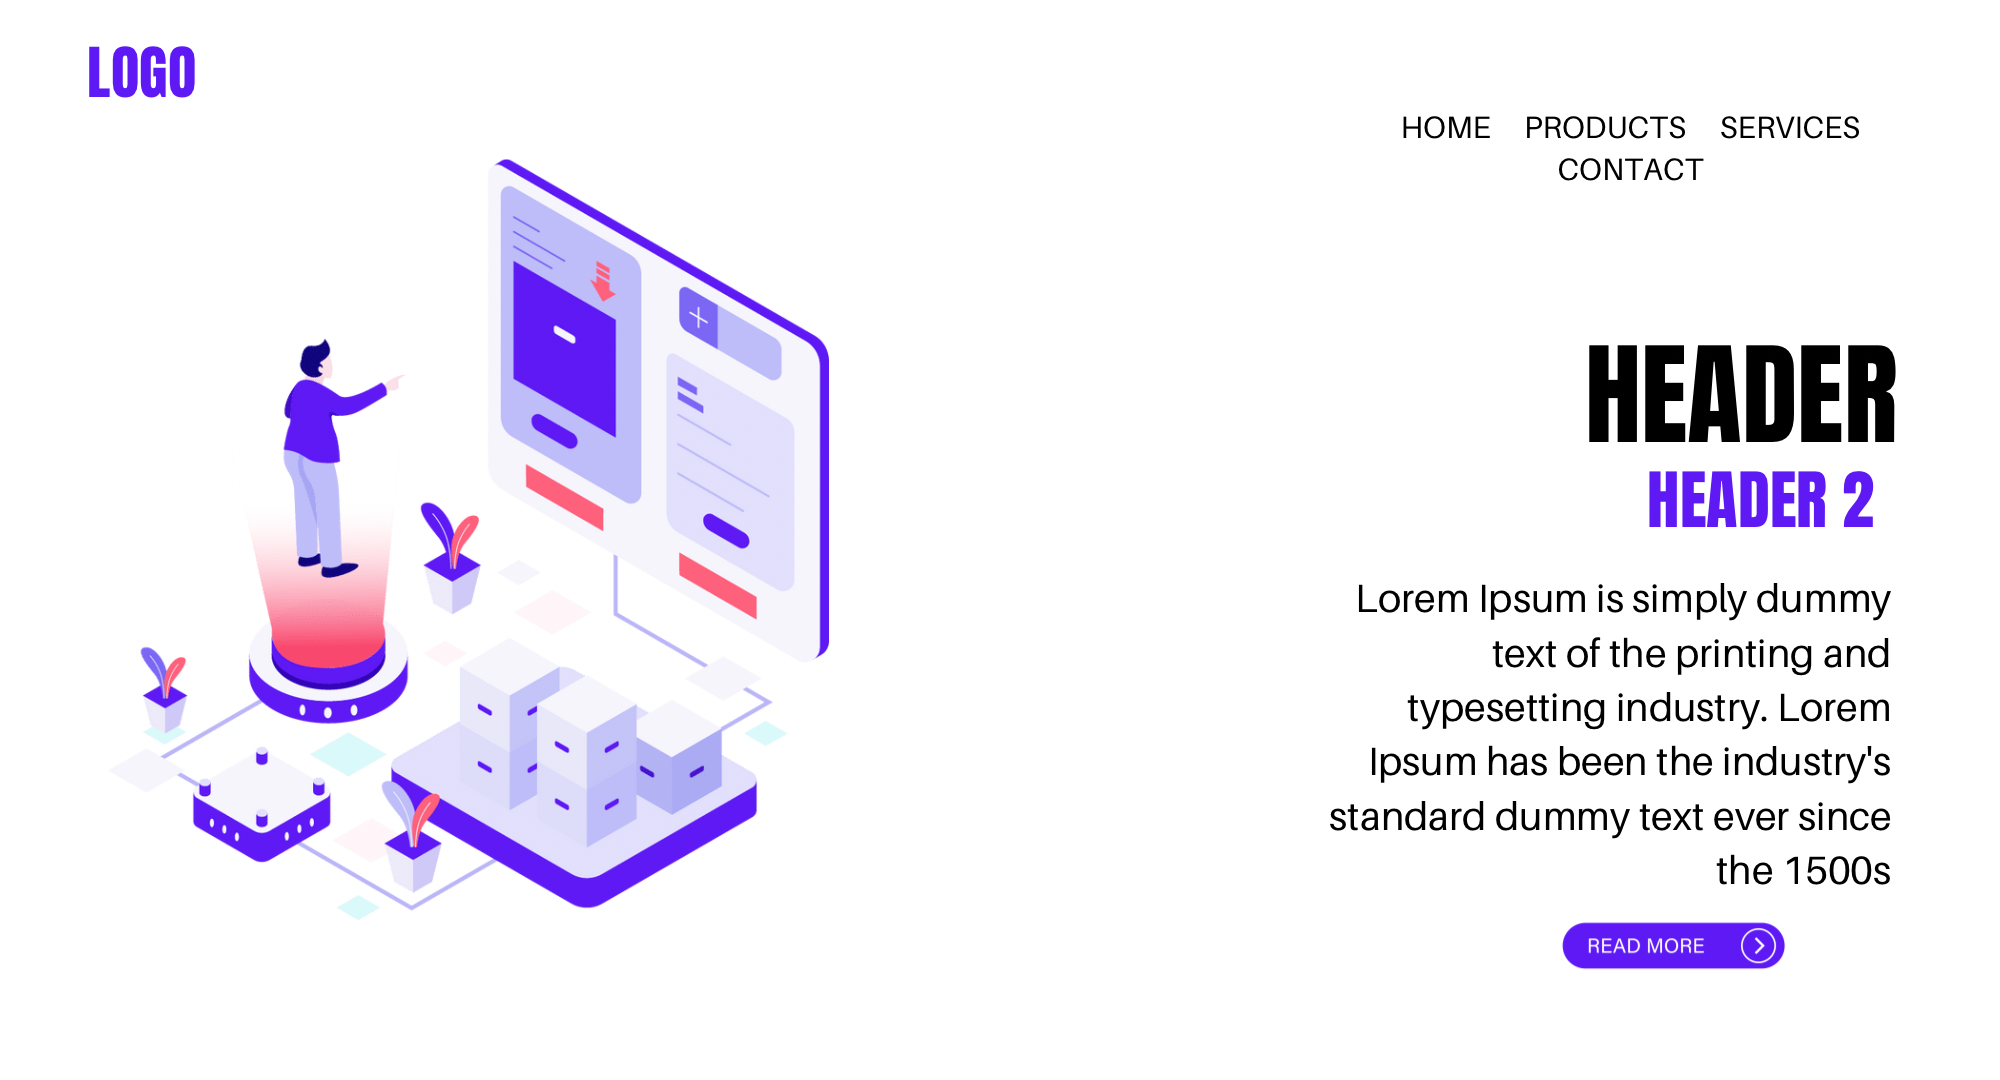 LOGO
HOME PRODUCTS SERVICES
CONTACT
HEADER
HEADER 2
Lorem Ipsum is simply dummy
text of the printing and
typesetting industry. Lorem
Ipsum has been the industry's
standard dummy text ever since
the 1500s
READ MORE